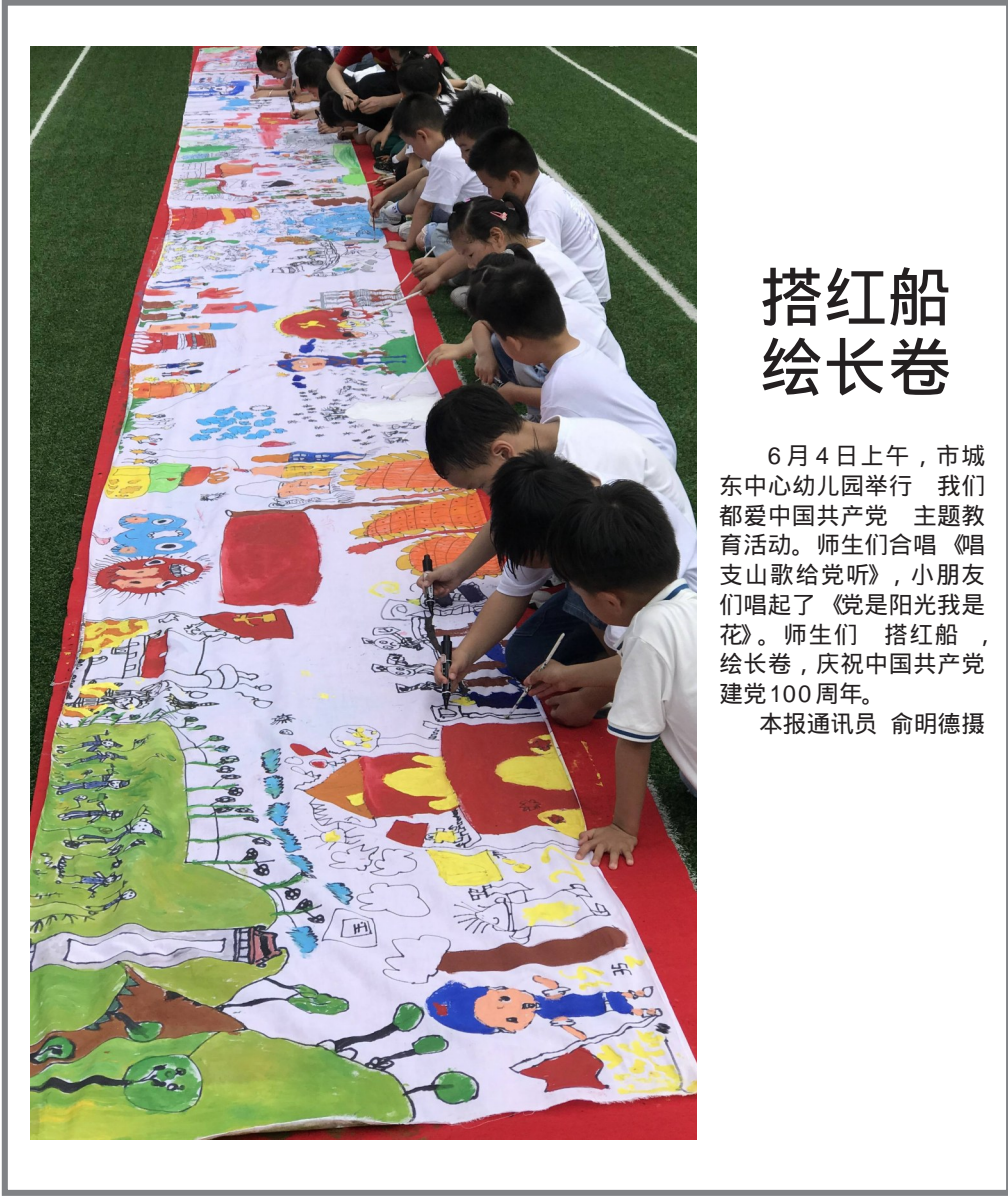 搭红船
绘长卷
6月4日上午，市城
东中心幼儿园举行 我们
都爱中国共产党 主题教
育活动。师生们合唱《唱
支山歌给党听》，小朋友
们唱起了《党是阳光我是
花》。师生们 搭红船 ，
绘长卷，庆祝中国共产党
建党100周年。
本报通讯员 俞明德摄